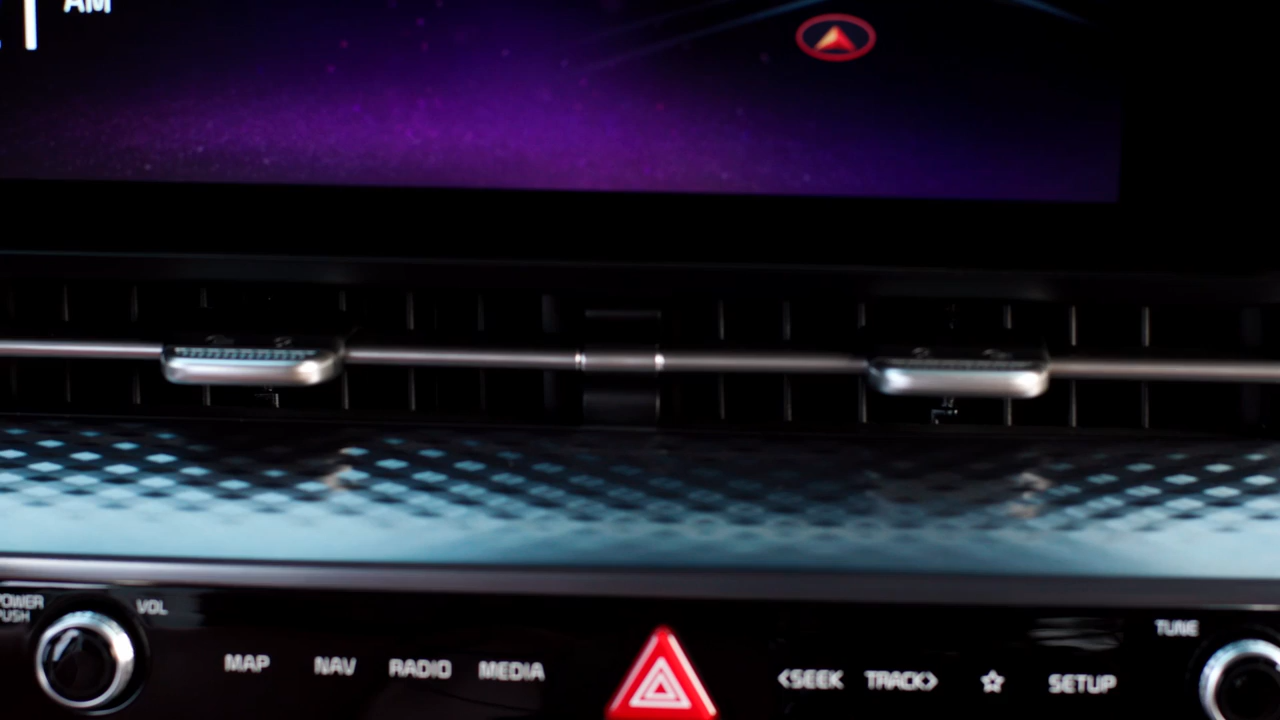 AM
POWER
PUSH
VOL
MAP NAV RADIO MEDIA
<SEEK TRACK> ☆ SETUP
TUNE